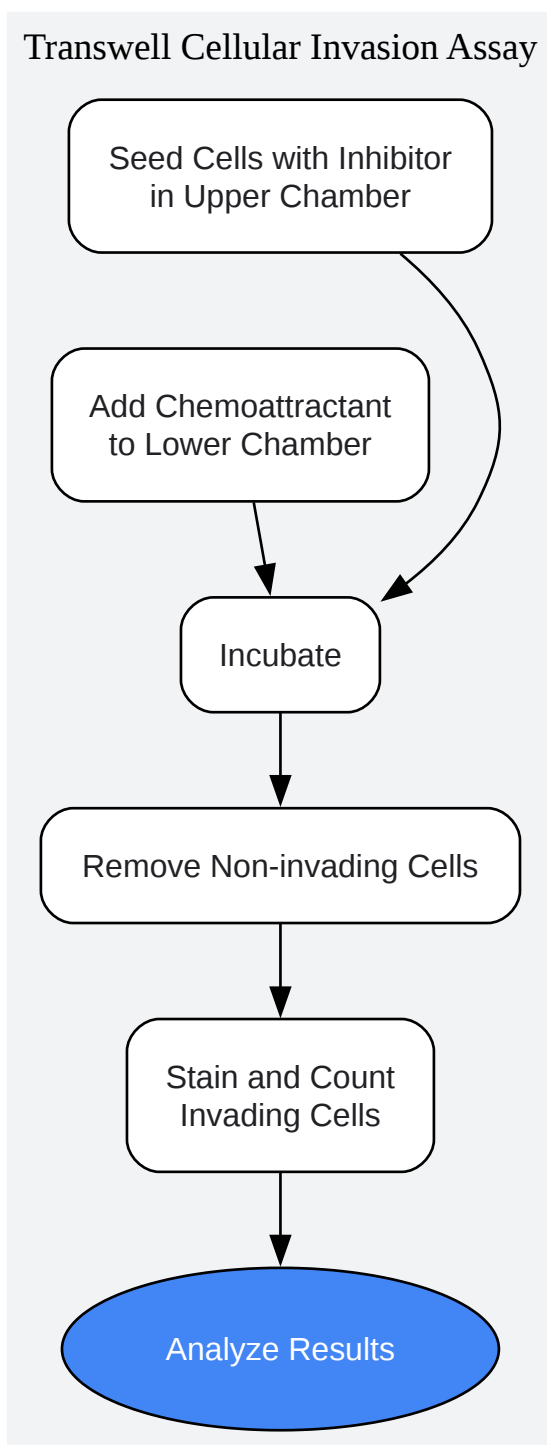 Transwell Cellular Invasion Assay
Seed Cells with Inhibitor
in Upper Chamber
Add Chemoattractant
to Lower Chamber
Incubate
Remove Non-invading Cells
Stain and Count
Invading Cells
Analyze Results